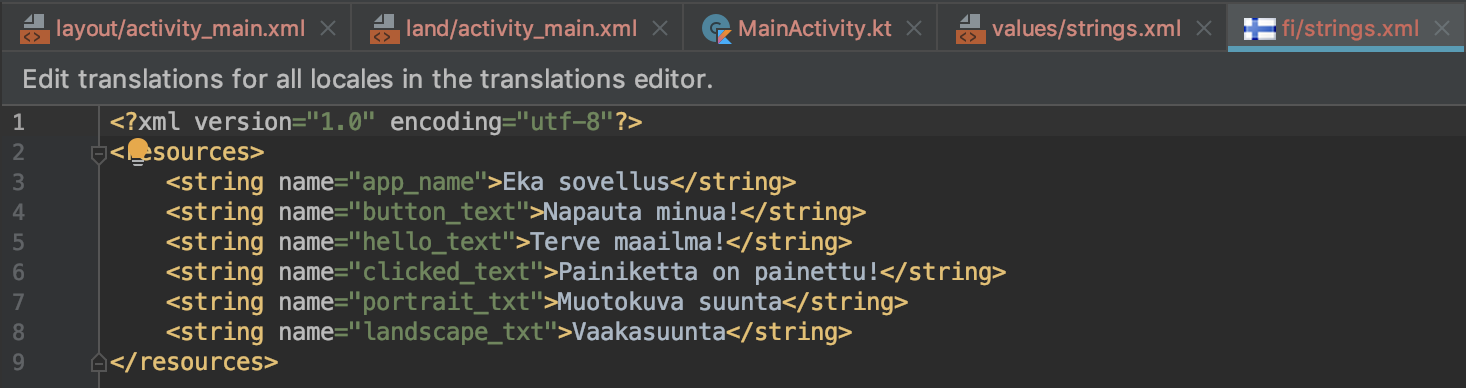 layout/activity_main.xml land/activity_main.xml MainActivity.kt values/strings.xml fi/strings.xml
Edit translations for all locales in the translations editor.
1 <?xml version="1.0" encoding="utf-8"?>
2 <resources>
3 <string name="app_name">Eka sovellus</string>
4 <string name="button_text">Napauta minua!</string>
5 <string name="hello_text">Terve maailma!</string>
6 <string name="clicked_text">Painiketta on painettu!</string>
7 <string name="portrait_txt">Muotokuva suunta</string>
8 <string name="landscape_txt">Vaakasuunta</string>
9 </resources>